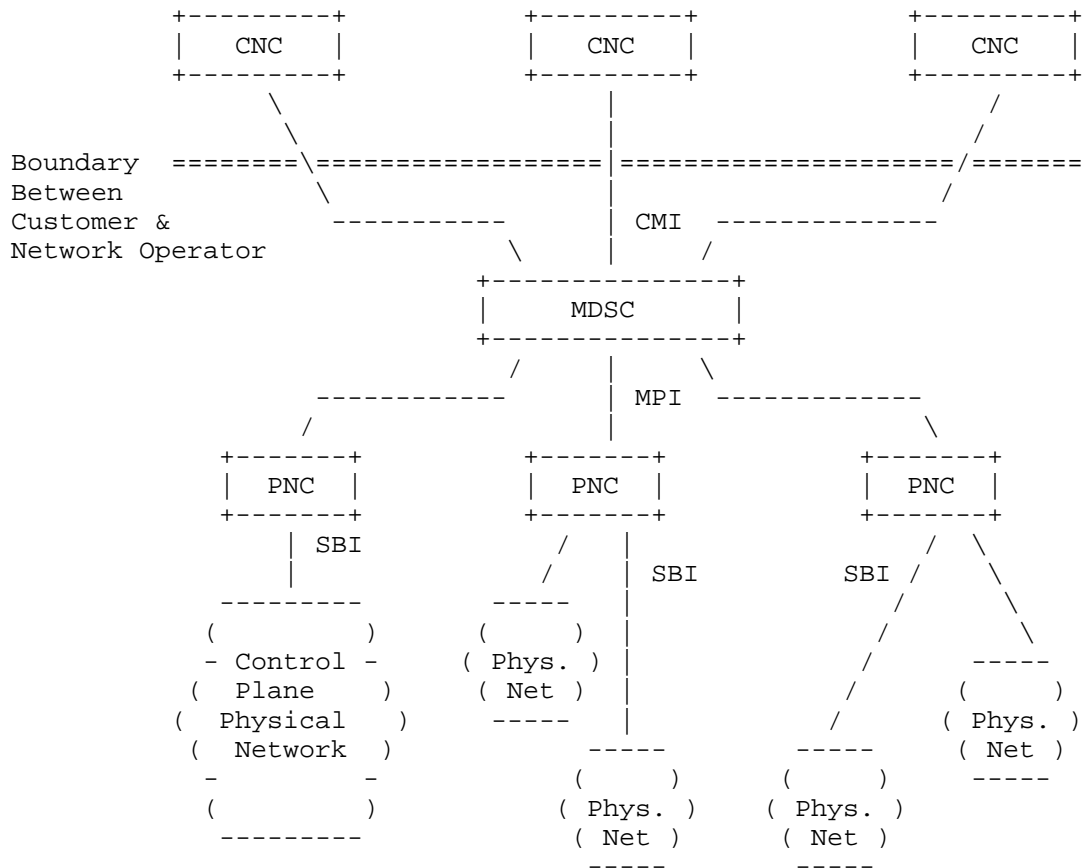 CNC CNC CNC
Boundary
Between
Customer & CMI
Network Operator
MDSC
MPI
PNC PNC PNC
SBI
SBI SBI
Control Phys. Phys.
Plane Net
Physical Phys.
Network Net
Phys. Phys.
Net Net